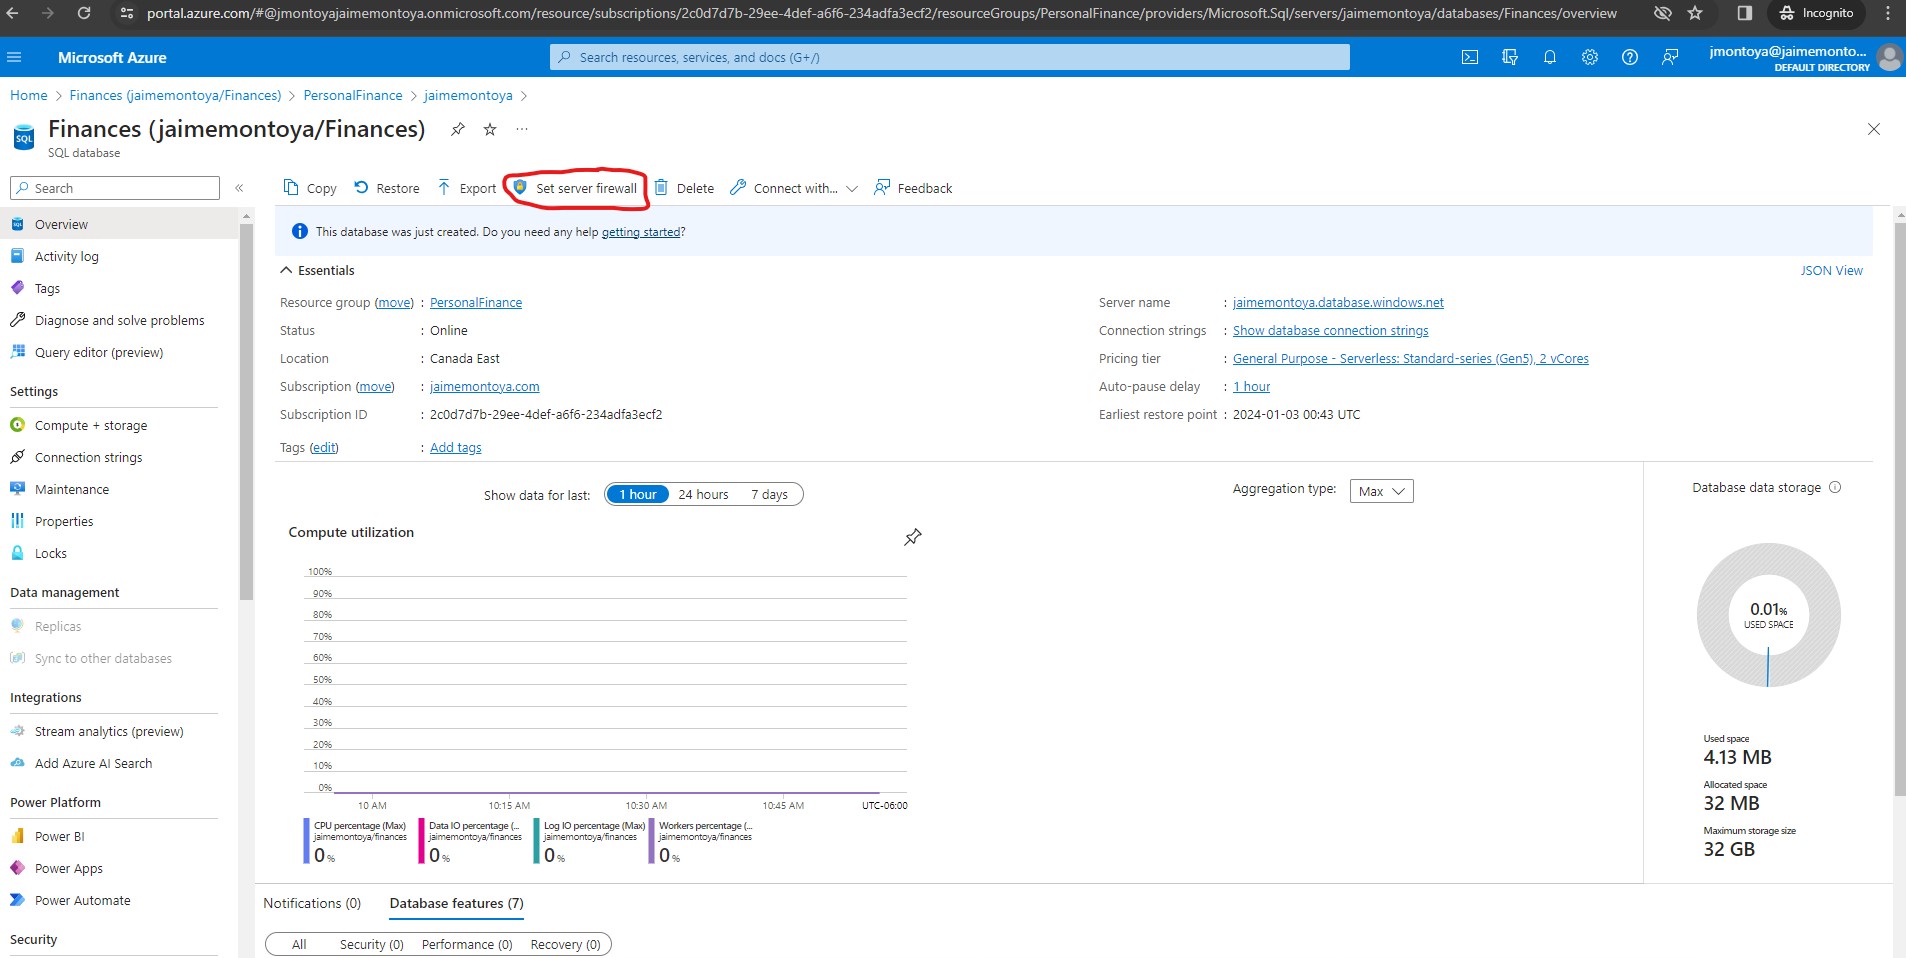 portal.azure.com/#@jmontoyajaimemontoya.onmicrosoft.com/resource/subscriptions/2c0d7d7b-29ee-4def-a6f6-234adfa3ecf2/resourceGroups/PersonalFinance/providers/Microsoft.Sql/servers/jaimemontoya/databases/Finances/overview
Incognito
Microsoft Azure
Search resources, services, and docs (G+/)
jmontoya@jaimemonto...
DEFAULT DIRECTORY
Home > Finances (jaimemontoya/Finances) > PersonalFinance > jaimemontoya >
SQL
Finances (jaimemontoya/Finances) ...
SQL database
Search «
Copy Restore Export Set server firewall Delete Connect with... Feedback
Overview
Activity log
Tags
Diagnose and solve problems
Query editor (preview)
Settings
Compute + storage
Connection strings
Maintenance
Properties
Locks
Data management
Replicas
Sync to other databases
Integrations
Stream analytics (preview)
Add Azure AI Search
Power Platform
Power BI
Power Apps
Power Automate
Security
This database was just created. Do you need any help getting started?
Essentials
JSON View
Resource group (move) : PersonalFinance
Status : Online
Location : Canada East
Subscription (move) : jaimemontoya.com
Subscription ID : 2c0d7d7b-29ee-4def-a6f6-234adfa3ecf2
Tags (edit) : Add tags
Server name : jaimemontoya.database.windows.net
Connection strings : Show database connection strings
Pricing tier : General Purpose - Serverless: Standard-series (Gen5), 2 vCores
Auto-pause delay : 1 hour
Earliest restore point : 2024-01-03 00:43 UTC
Show data for last: 1 hour 24 hours 7 days
Aggregation type: Max
Compute utilization
100%
90%
80%
70%
60%
50%
40%
30%
20%
10%
0%
10 AM 10:15 AM 10:30 AM 10:45 AM UTC-06:00
CPU percentage (Max)
jaimemontoya/finances
0 %
Data IO percentage (...
jaimemontoya/finances
0 %
Log IO percentage (Max)
jaimemontoya/finances
0 %
Workers percentage (...
jaimemontoya/finances
0 %
Database data storage
0.01%
USED SPACE
Used space
4.13 MB
Allocated space
32 MB
Maximum storage size
32 GB
Notifications (0) Database features (7)
All Security (0) Performance (0) Recovery (0)